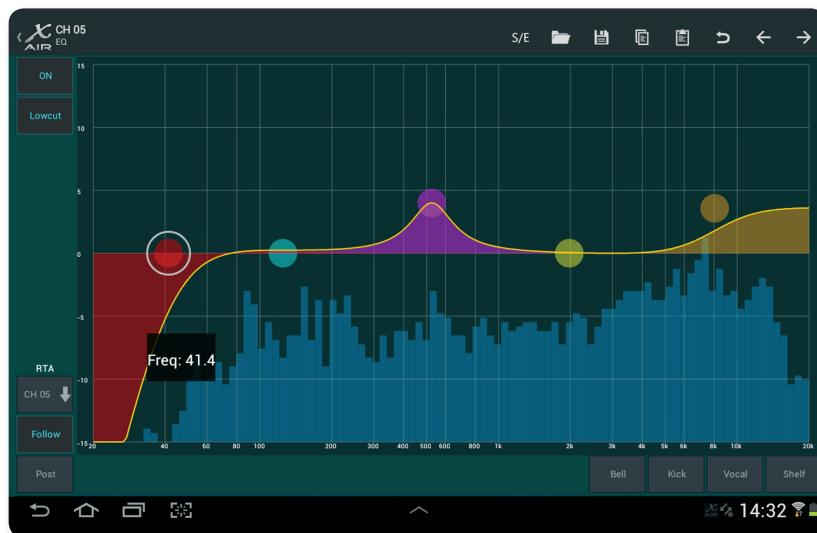 X AIR CH 05
EQ
S/E
ON
Lowcut
15
10
5
0
-5
-10
-15
Freq: 41.4
RTA
CH 05
Follow
Post
20 40 60 80 100 200 300 400 500 600 800 1k 2k 3k 4k 5k 6k 8k 10k 20k
Bell Kick Vocal Shelf
14:32